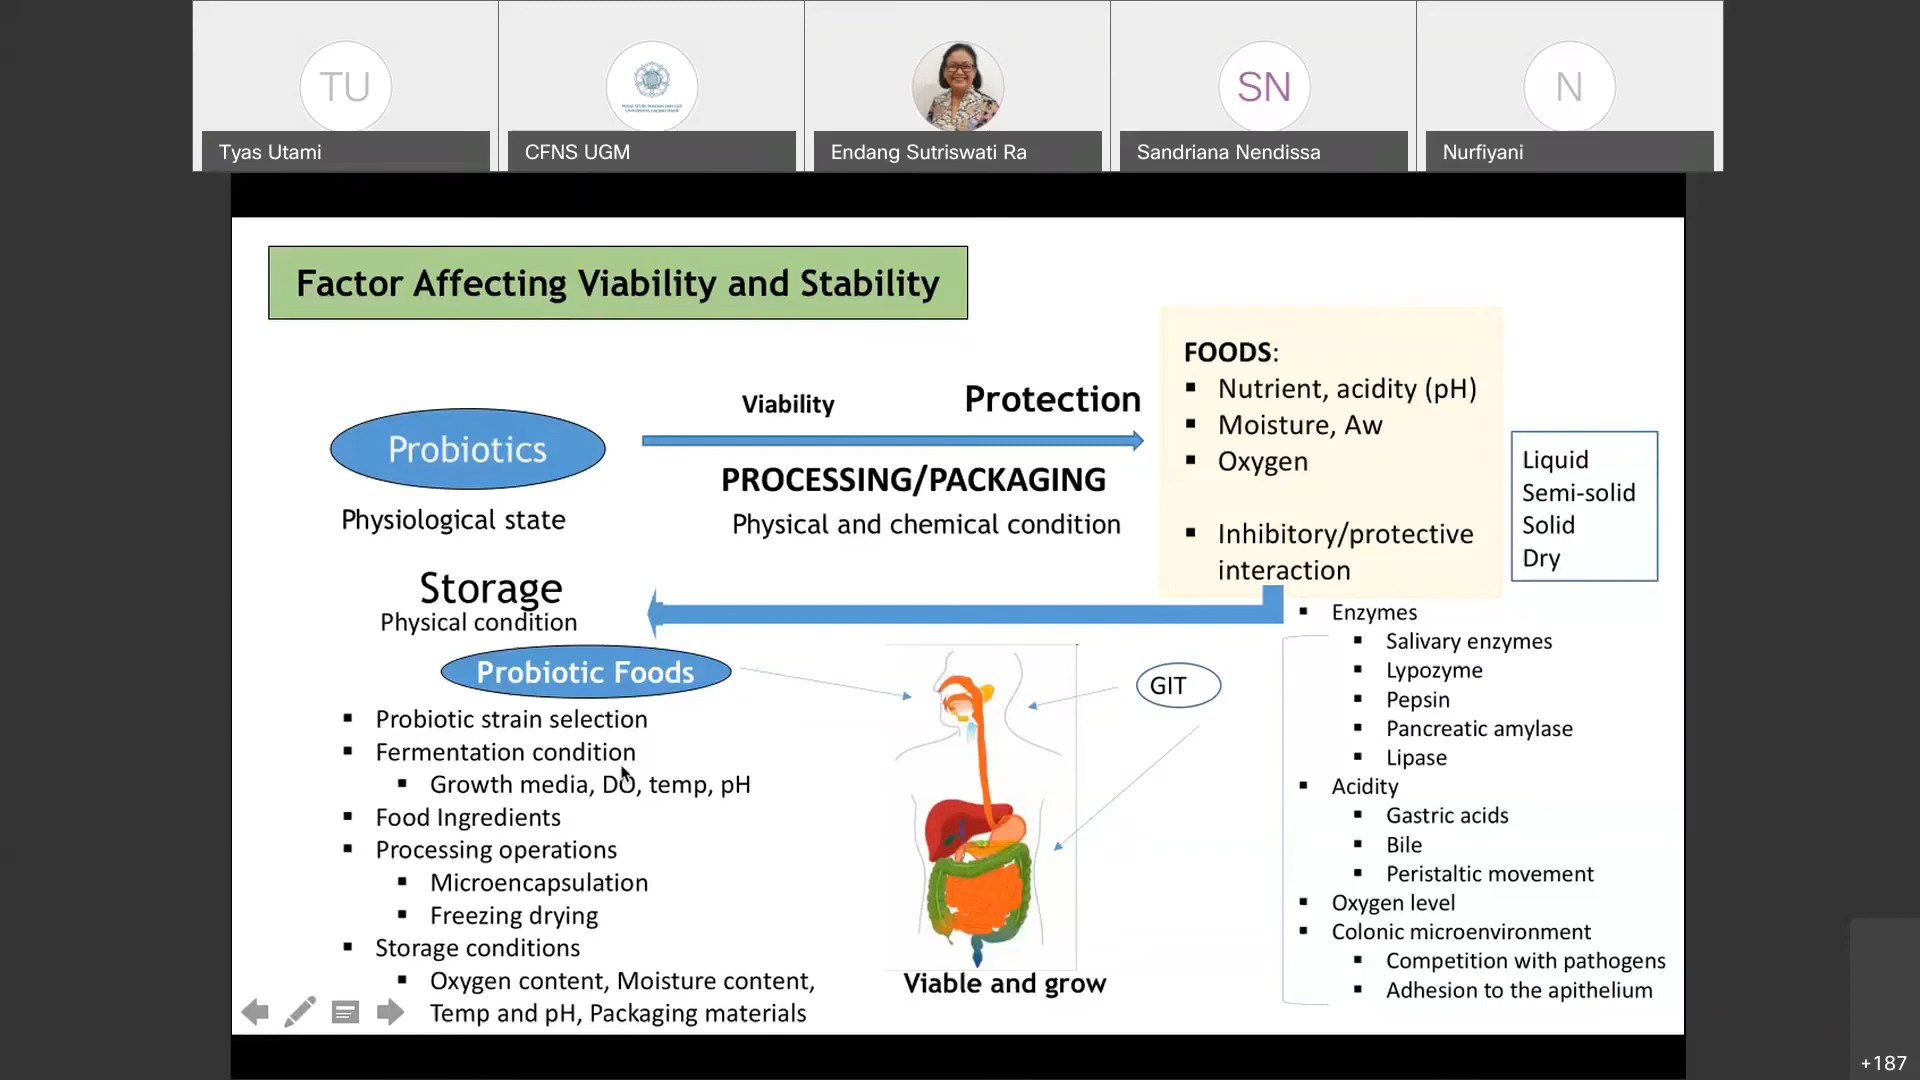 TU
SN
N
Tyas Utami
CFNS UGM
Endang Sutriswati Ra
Sandriana Nendissa
Nurfiyani
Factor Affecting Viability and Stability
Probiotics
Physiological state
Viability
Protection
PROCESSING/PACKAGING
Physical and chemical condition
FOODS:
▪ Nutrient, acidity (pH)
▪ Moisture, Aw
▪ Oxygen
▪ Inhibitory/protective
interaction
Liquid
Semi-solid
Solid
Dry
Storage
Physical condition
Probiotic Foods
▪ Probiotic strain selection
▪ Fermentation condition
▪ Growth media, DO, temp, pH
▪ Food Ingredients
▪ Processing operations
▪ Microencapsulation
▪ Freezing drying
▪ Storage conditions
▪ Oxygen content, Moisture content,
Temp and pH, Packaging materials
GIT
Viable and grow
▪ Enzymes
▪ Salivary enzymes
▪ Lypozyme
▪ Pepsin
▪ Pancreatic amylase
▪ Lipase
▪ Acidity
▪ Gastric acids
▪ Bile
▪ Peristaltic movement
▪ Oxygen level
▪ Colonic microenvironment
▪ Competition with pathogens
▪ Adhesion to the apithelium
+187